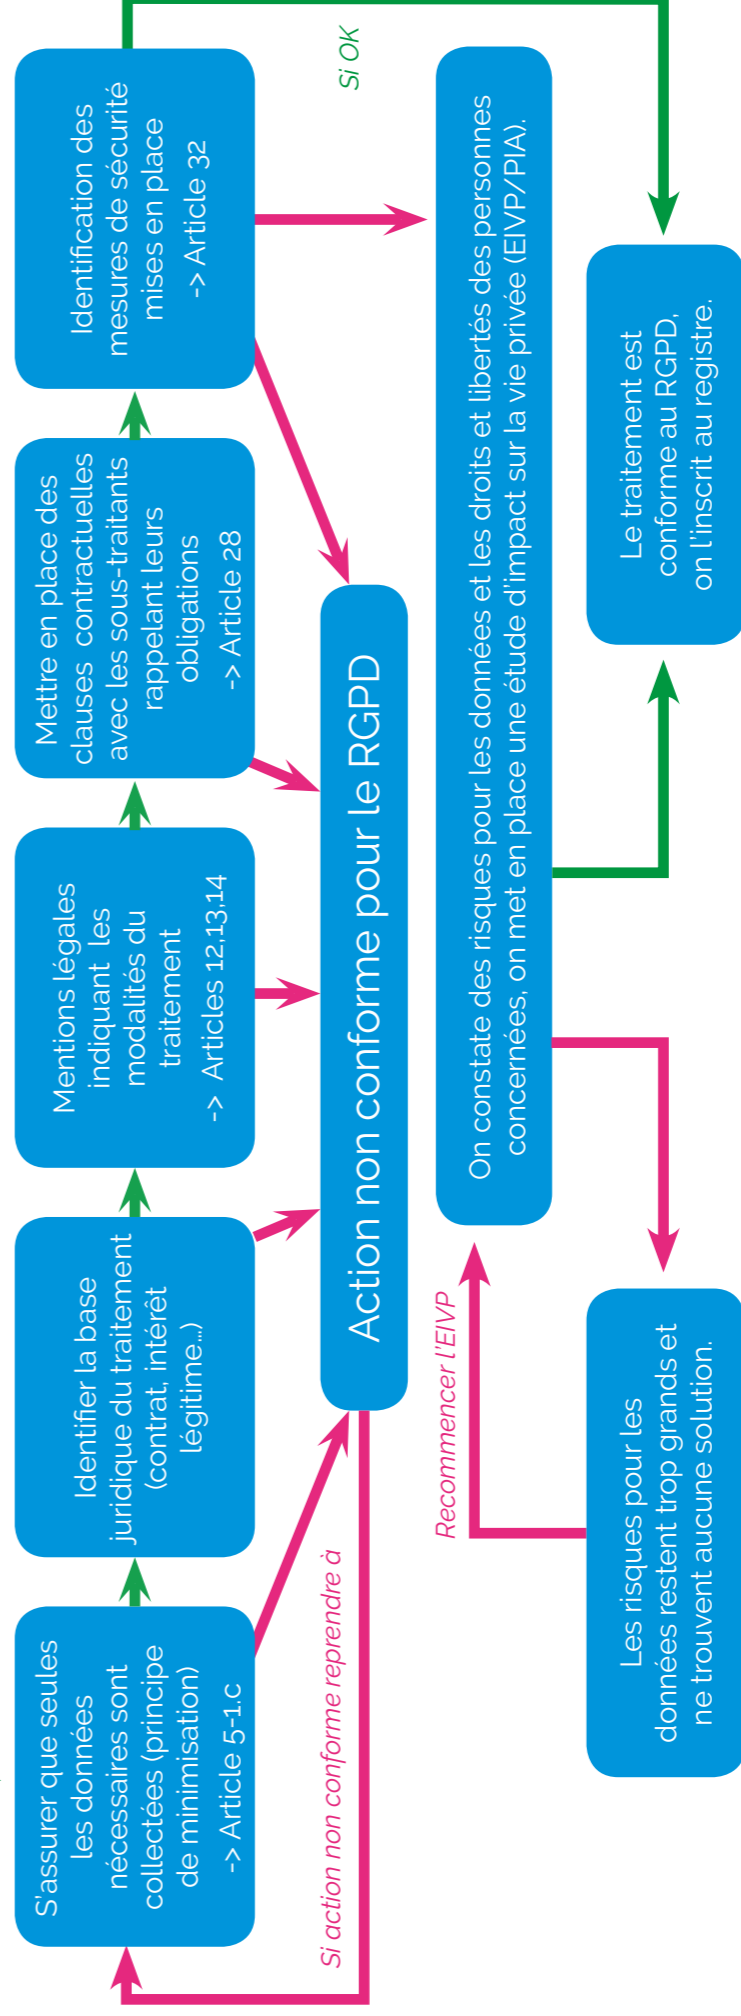 S'assurer que seules
les données
nécessaires sont
collectées (principe
de minimisation)
-> Article 5-1.c
Identifier la base
juridique du traitement
(contrat, intérêt
légitime...)
Mentions légales
indiquant les
modalités du
traitement
-> Articles 12,13,14
Mettre en place des
clauses contractuelles
avec les sous-traitants
rappelant leurs
obligations
-> Article 28
Identification des
mesures de sécurité
mises en place
-> Article 32
Action non conforme pour le RGPD
Si action non conforme reprendre à
Si OK
On constate des risques pour les données et les droits et libertés des personnes
concernées, on met en place une étude d'impact sur la vie privée (EIVP/PIA).
Recommencer l'EIVP
Les risques pour les
données restent trop grands et
ne trouvent aucune solution.
Le traitement est
conforme au RGPD,
on l'inscrit au registre.